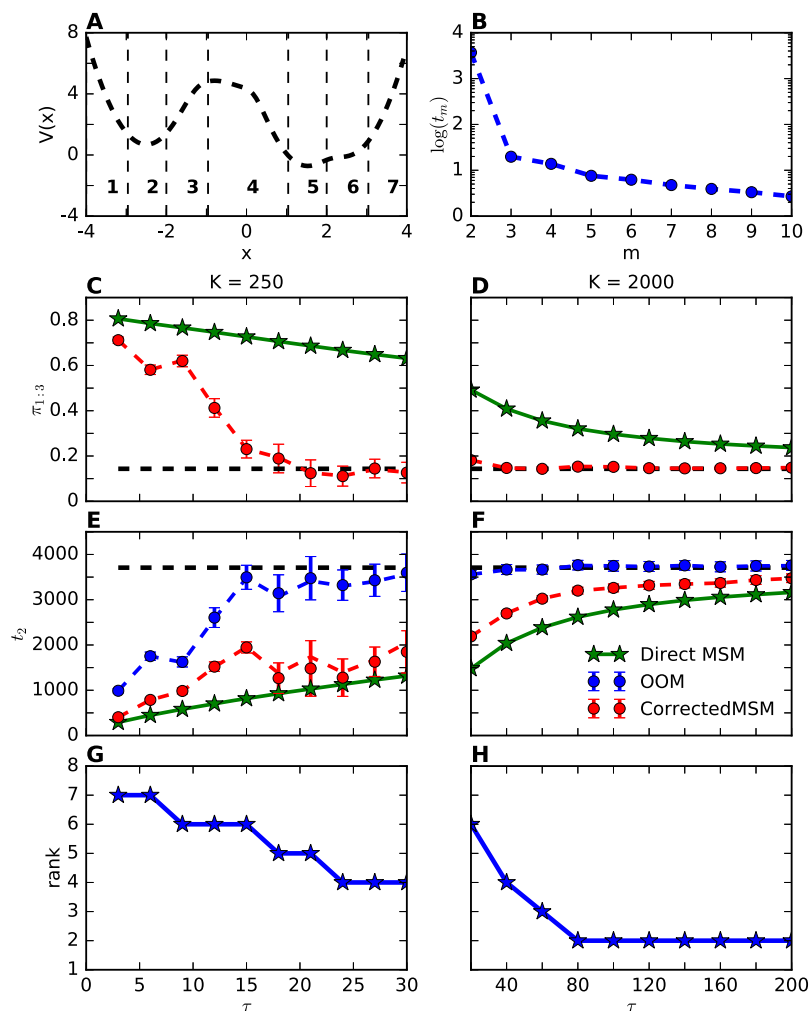 A
B
8
4
0
-4
V(x)
1 2 3 4 5 6 7
-4 -2 0 2 4
x
4
3
2
1
0
log(t_m)
2 3 4 5 6 7 8 9 10
m
C K = 250
D K = 2000
0.8
0.6
0.4
0.2
0
π_{1:3}
E
F
4000
3000
2000
1000
0
t_2
Direct MSM
OOM
CorrectedMSM
G
H
8
7
6
5
4
3
2
1
rank
0 5 10 15 20 25 30
τ
40 80 120 160 200
τ